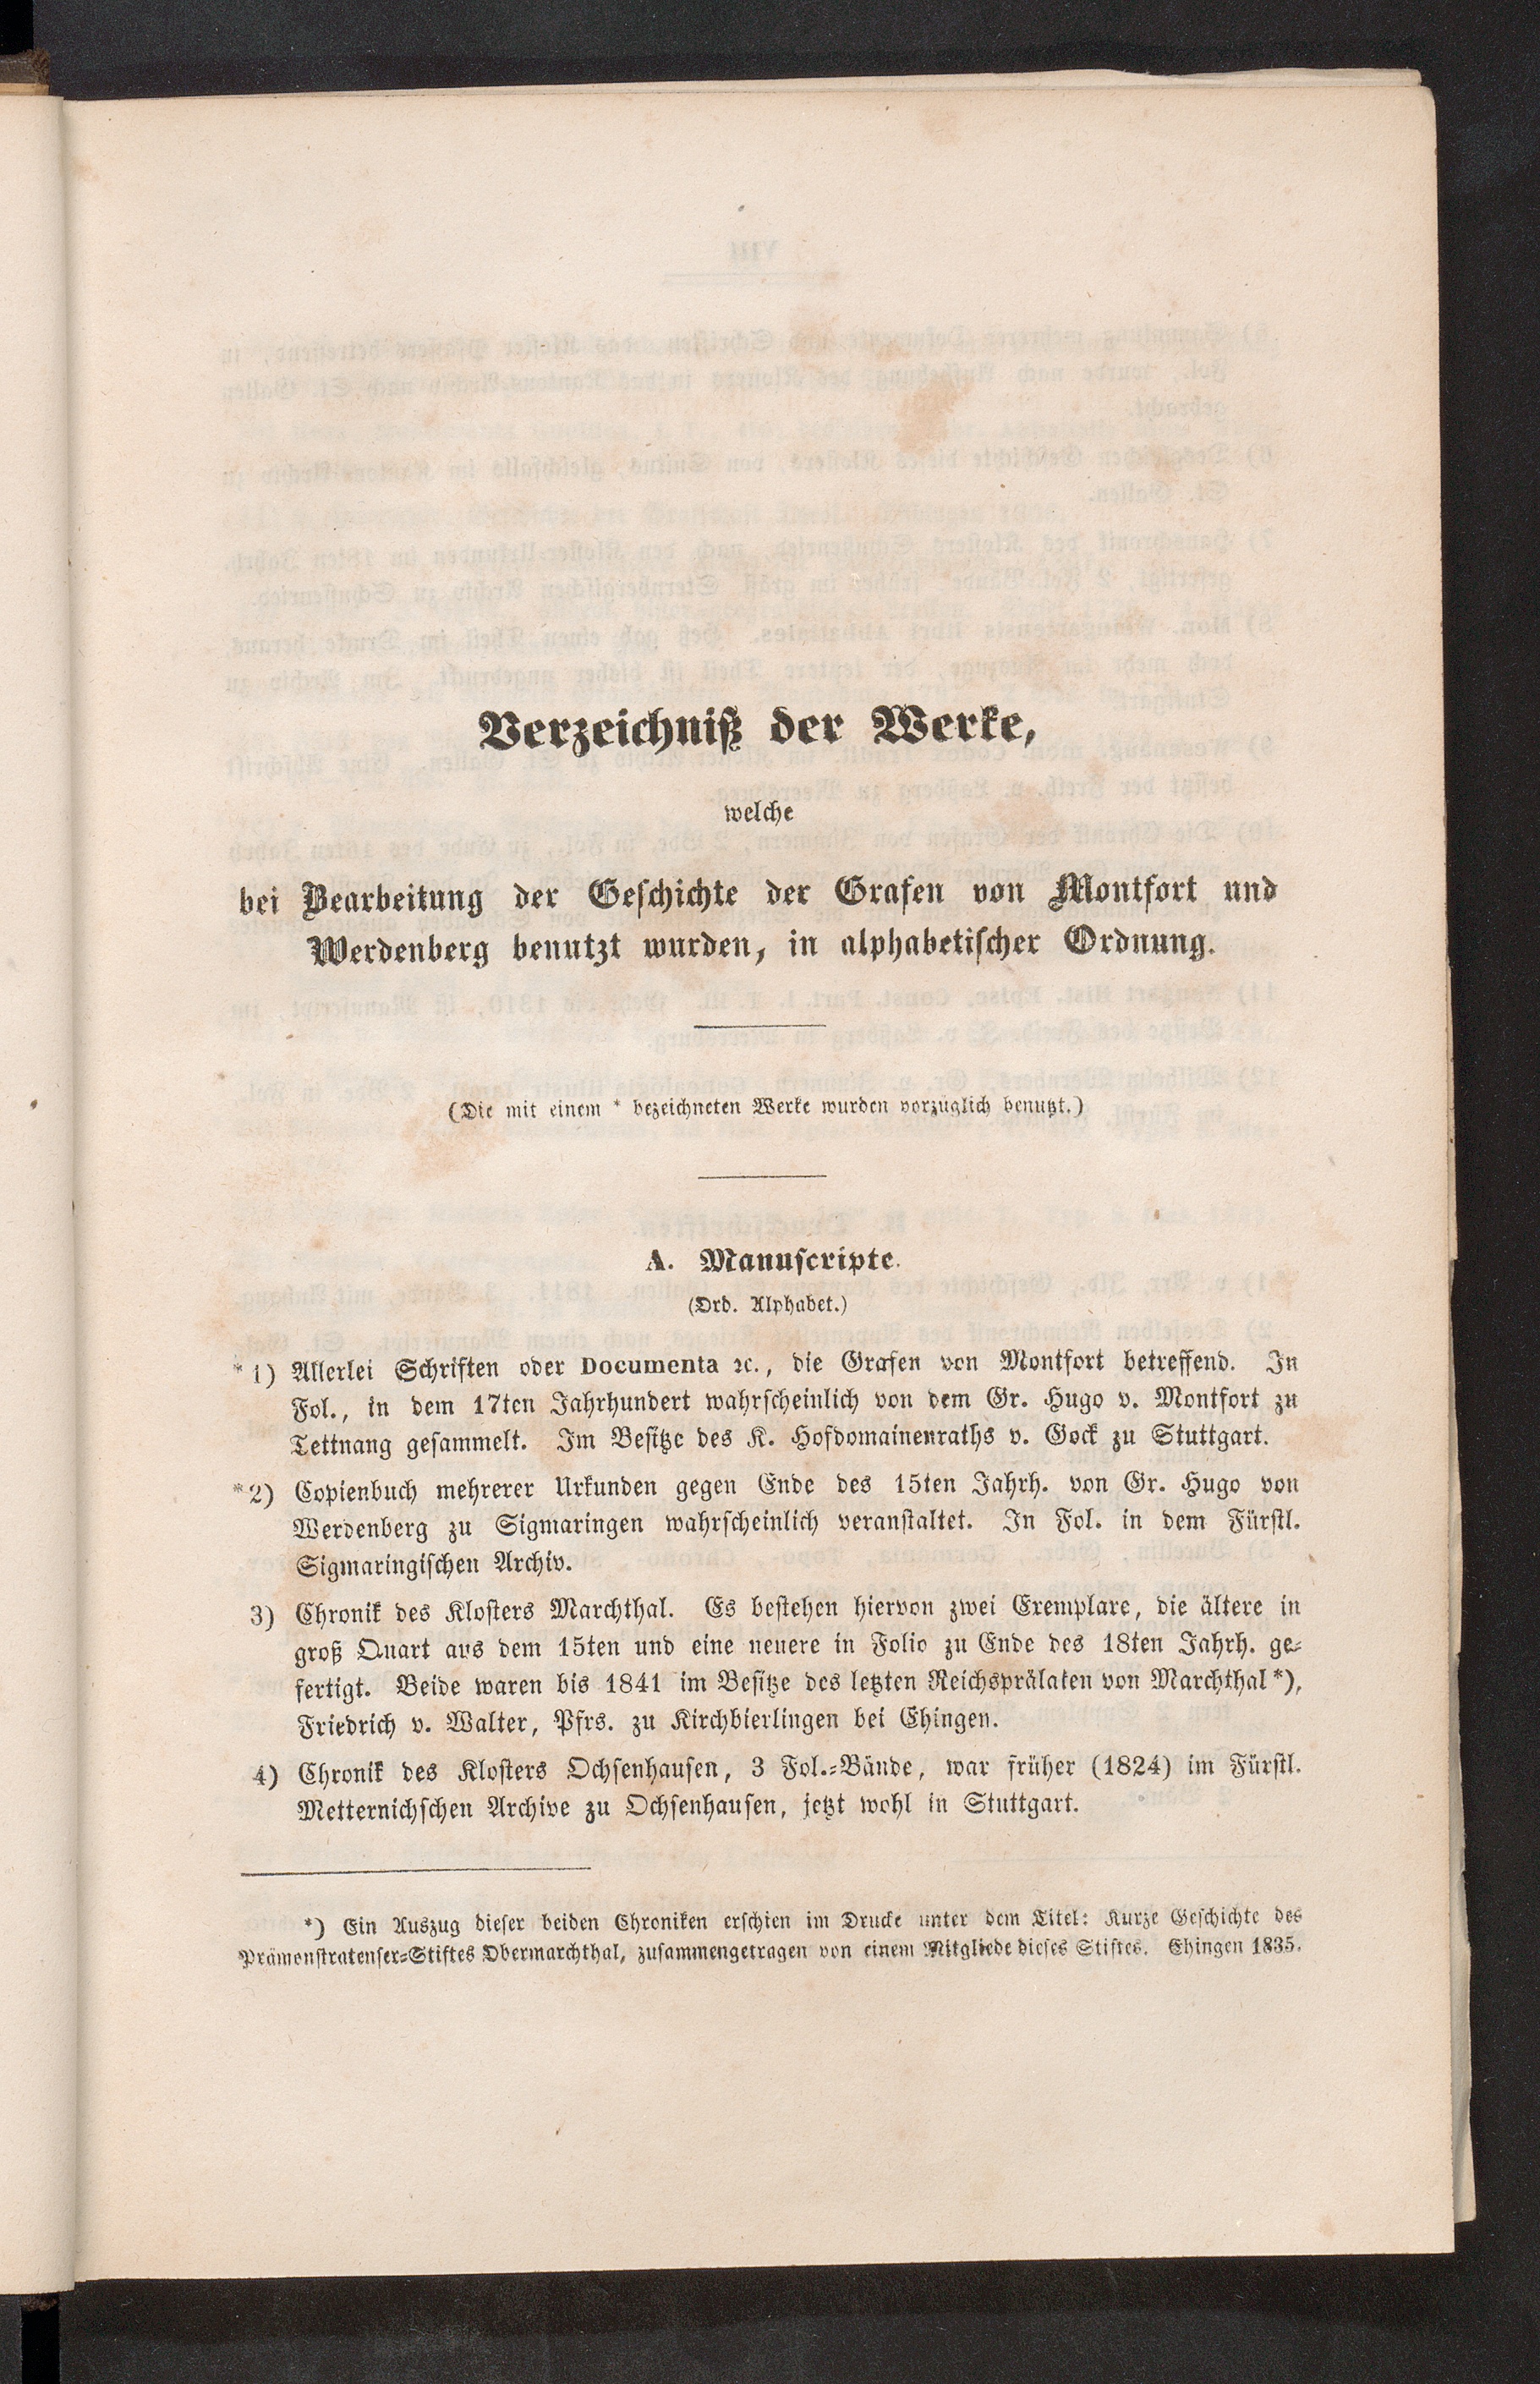 Verzeichniß der Werke,
welche
bei Bearbeitung der Geschichte der Grafen von Montfort und
Werdenberg benutzt wurden, in alphabetischer Ordnung.
(Die mit einem * bezeichneten Werke wurden vorzüglich benutzt.)
A. Manuscripte.
(Ord. Alphabet.)
*1) Allerlei Schriften oder Documenta ꝛc., die Grafen von Montfort betreffend. In
Fol., in dem 17ten Jahrhundert wahrscheinlich von dem Gr. Hugo v. Montfort zu
Tettnang gesammelt. Im Besitze des K. Hofdomainenraths v. Gock zu Stuttgart.
*2) Copienbuch mehrerer Urkunden gegen Ende des 15ten Jahrh. von Gr. Hugo von
Werdenberg zu Sigmaringen wahrscheinlich veranstaltet. In Fol. in dem Fürstl.
Sigmaringischen Archiv.
3) Chronik des Klosters Marchthal. Es bestehen hiervon zwei Exemplare, die ältere in
groß Quart aus dem 15ten und eine neuere in Folio zu Ende des 18ten Jahrh. ge-
fertigt. Beide waren bis 1841 im Besitze des letzten Reichsprälaten von Marchthal*),
Friedrich v. Walter, Pfrs. zu Kirchbierlingen bei Ehingen.
4) Chronik des Klosters Ochsenhausen, 3 Fol.-Bände, war früher (1824) im Fürstl.
Metternichschen Archive zu Ochsenhausen, jetzt wohl in Stuttgart.
*) Ein Auszug dieser beiden Chroniken erschien im Drucke unter dem Titel: Kurze Geschichte des
Prämonstratenser-Stiftes Obermarchthal, zusammengetragen von einem Mitgliede dieses Stiftes. Ehingen 1835.